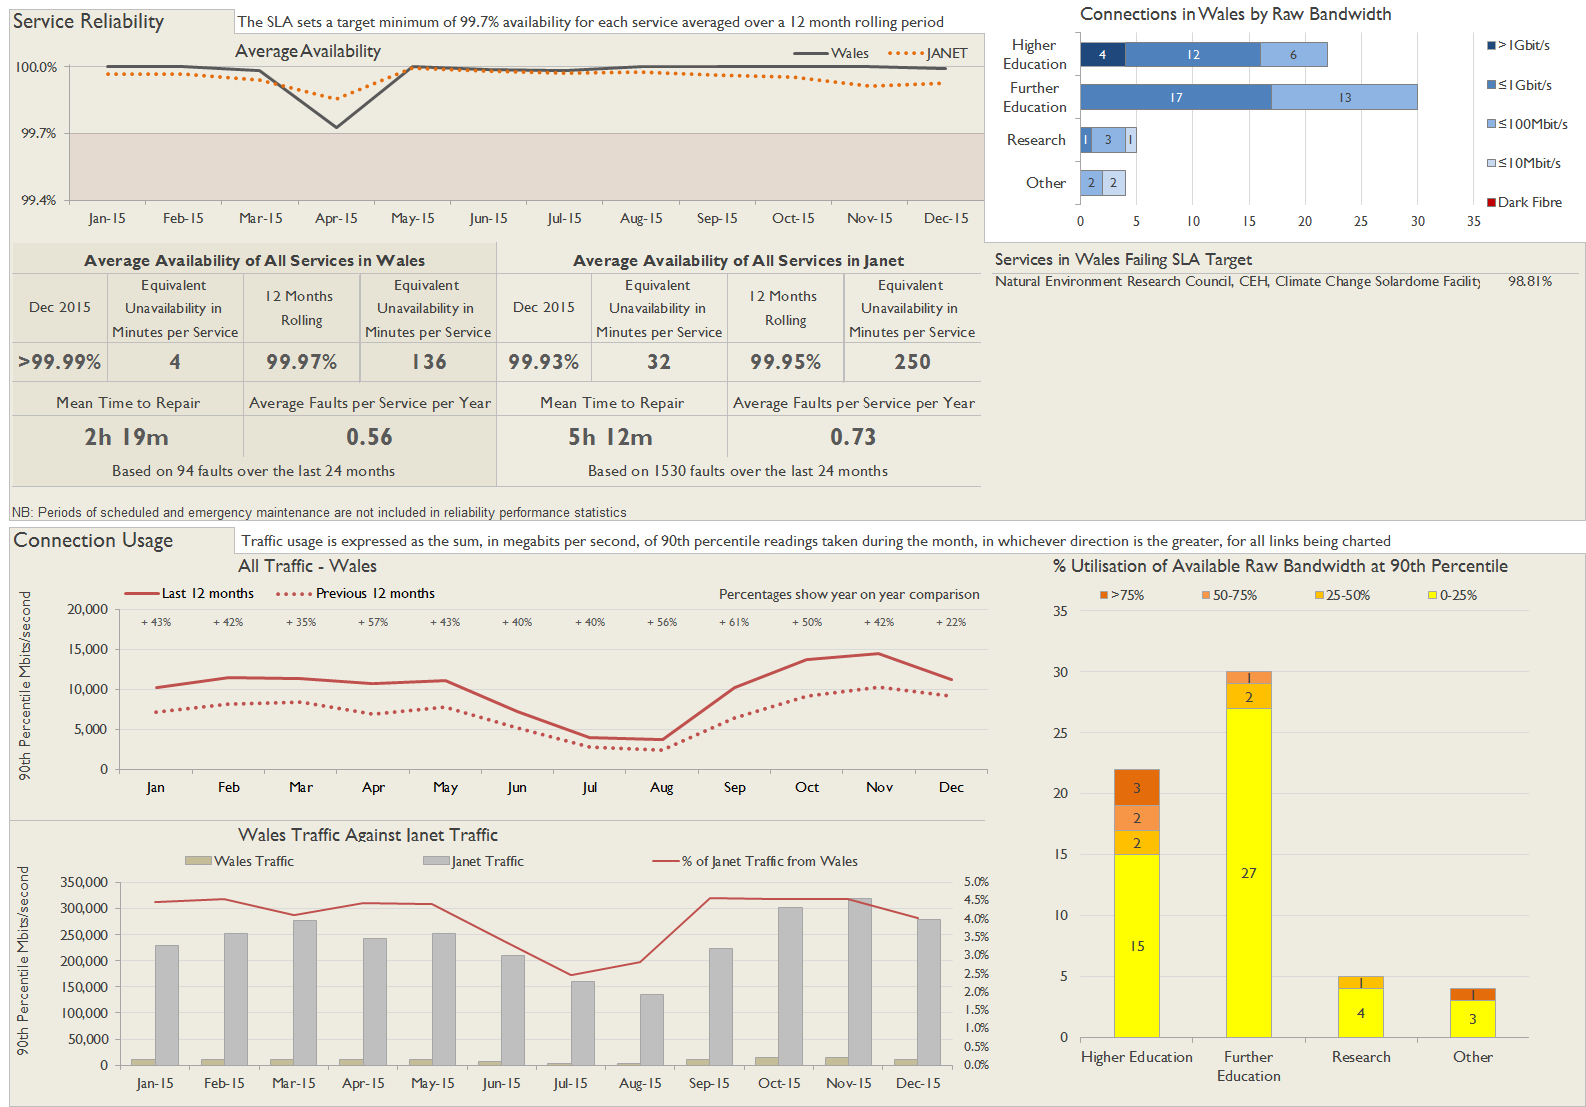 Service Reliability
The SLA sets a target minimum of 99.7% availability for each service averaged over a 12 month rolling period
Average Availability
Wales
JANET
100.0%
99.7%
99.4%
Jan-15 Feb-15 Mar-15 Apr-15 May-15 Jun-15 Jul-15 Aug-15 Sep-15 Oct-15 Nov-15 Dec-15
Connections in Wales by Raw Bandwidth
Higher
Education
4 12 6
Further
Education
17 13
Research
1 3 1
Other
2 2
0 5 10 15 20 25 30 35
>1Gbit/s
≤1Gbit/s
≤100Mbit/s
≤10Mbit/s
Dark Fibre
Average Availability of All Services in Wales
Dec 2015
Equivalent
Unavailability in
Minutes per Service
12 Months
Rolling
Equivalent
Unavailability in
Minutes per Service
>99.99% 4 99.97% 136
Mean Time to Repair
Average Faults per Service per Year
2h 19m 0.56
Based on 94 faults over the last 24 months
Average Availability of All Services in Janet
Dec 2015
Equivalent
Unavailability in
Minutes per Service
12 Months
Rolling
Equivalent
Unavailability in
Minutes per Service
99.93% 32 99.95% 250
Mean Time to Repair
Average Faults per Service per Year
5h 12m 0.73
Based on 1530 faults over the last 24 months
Services in Wales Failing SLA Target
Natural Environment Research Council, CEH, Climate Change Solardome Facility 98.81%
NB: Periods of scheduled and emergency maintenance are not included in reliability performance statistics
Connection Usage
Traffic usage is expressed as the sum, in megabits per second, of 90th percentile readings taken during the month, in whichever direction is the greater, for all links being charted
All Traffic - Wales
Last 12 months
Previous 12 months
Percentages show year on year comparison
90th Percentile Mbits/second
20,000
15,000
10,000
5,000
0
+ 43% + 42% + 35% + 57% + 43% + 40% + 40% + 56% + 61% + 50% + 42% + 22%
Jan Feb Mar Apr May Jun Jul Aug Sep Oct Nov Dec
Wales Traffic Against Janet Traffic
Wales Traffic
Janet Traffic
% of Janet Traffic from Wales
90th Percentile Mbits/second
350,000
300,000
250,000
200,000
150,000
100,000
50,000
0
5.0%
4.5%
4.0%
3.5%
3.0%
2.5%
2.0%
1.5%
1.0%
0.5%
0.0%
Jan-15 Feb-15 Mar-15 Apr-15 May-15 Jun-15 Jul-15 Aug-15 Sep-15 Oct-15 Nov-15 Dec-15
% Utilisation of Available Raw Bandwidth at 90th Percentile
>75%
50-75%
25-50%
0-25%
35
30
25
20
15
10
5
0
3
2
2
15
1
2
27
1
4
1
3
Higher Education
Further
Education
Research
Other